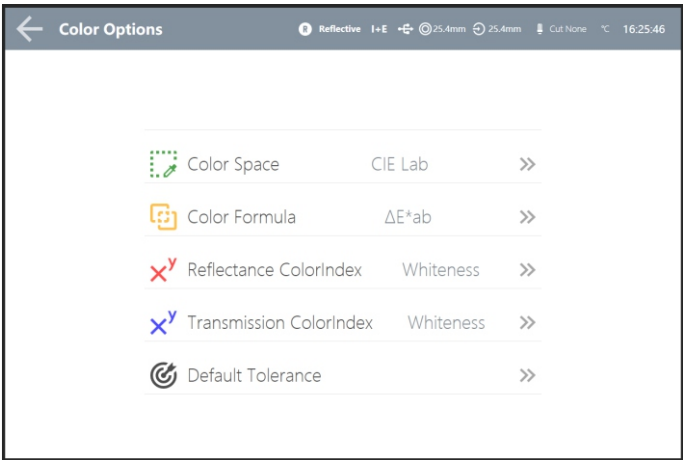 Color Options R Reflective I+E 25.4mm 25.4mm Cut None °C 16:25:46
Color Space CIE Lab
Color Formula ΔE*ab
Reflectance ColorIndex Whiteness
Transmission ColorIndex Whiteness
Default Tolerance